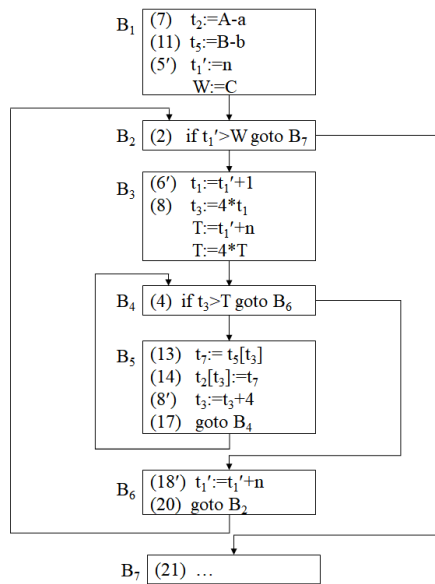 B₁
(7) t₂:=A-a
(11) t₅:=B-b
(5′) t₁′:=n
W:=C
B₂
(2) if t₁′>W goto B₇
B₃
(6′) t₁:=t₁′+1
(8) t₃:=4*t₁
T:=t₁′+n
T:=4*T
B₄
(4) if t₃>T goto B₆
B₅
(13) t₇:= t₅[t₃]
(14) t₂[t₃]:=t₇
(8′) t₃:=t₃+4
(17) goto B₄
B₆
(18′) t₁′:=t₁′+n
(20) goto B₂
B₇
(21) …